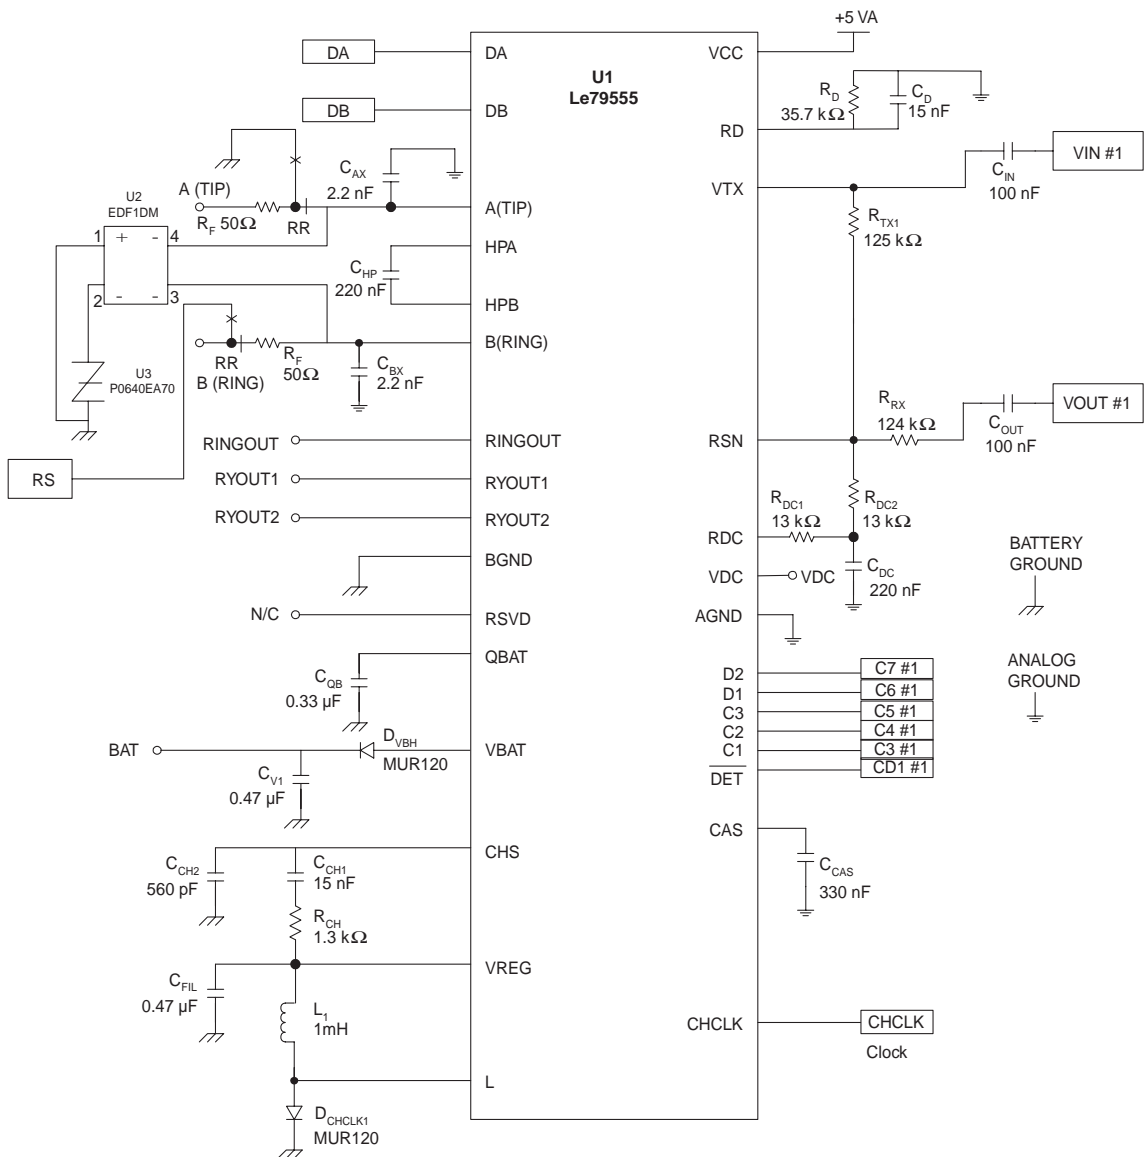 +5 VA
DA
DA
U1
Le79555
VCC
R_D
35.7 kΩ
C_D
15 nF
DB
DB
RD
C_AX
2.2 nF
VIN #1
C_IN
100 nF
VTX
U2
EDF1DM
A (TIP)
R_F 50Ω
RR
A(TIP)
R_TX1
125 kΩ
1
+
-
4
HPA
C_HP
220 nF
2
-
-
3
HPB
B(RING)
RR
B (RING)
R_F
50Ω
C_BX
2.2 nF
U3
P0640EA70
R_RX
124 kΩ
VOUT #1
C_OUT
100 nF
RINGOUT
RINGOUT
RSN
RS
RYOUT1
RYOUT1
R_DC1
13 kΩ
R_DC2
13 kΩ
RYOUT2
RYOUT2
RDC
BGND
VDC
VDC
C_DC
220 nF
BATTERY
GROUND
N/C
RSVD
AGND
QBAT
C_QB
0.33 µF
ANALOG
GROUND
D2
C7 #1
D1
C6 #1
C3
C5 #1
C2
C4 #1
C1
C3 #1
DET
CD1 #1
BAT
D_VBH
MUR120
VBAT
C_V1
0.47 µF
CAS
C_CAS
330 nF
CHS
C_CH2
560 pF
C_CH1
15 nF
R_CH
1.3 kΩ
VREG
C_FIL
0.47 µF
L_1
1mH
CHCLK
CHCLK
Clock
L
D_CHCLK1
MUR120